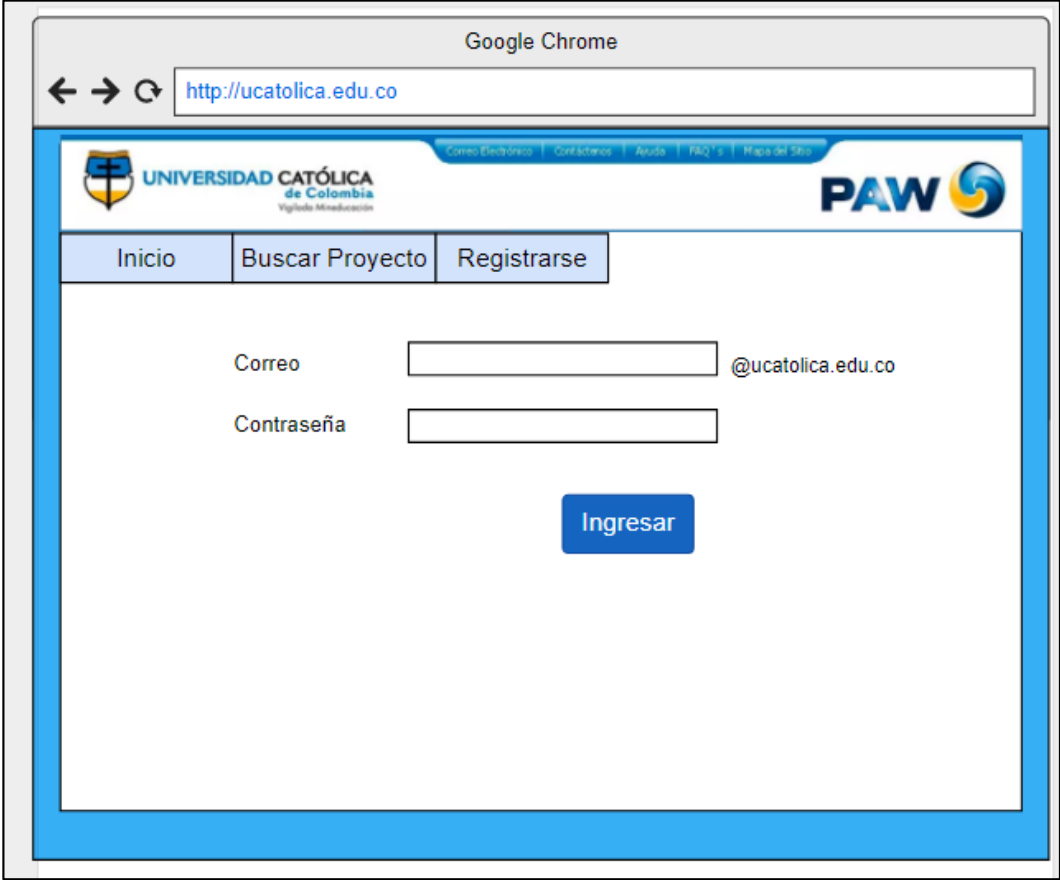 Google Chrome
http://ucatolica.edu.co
Correo Electrónico | Contáctenos | Ayuda | FAQ's | Mapa del Sitio
UNIVERSIDAD CATÓLICA
de Colombia
Vigilada Mineducación
PAW
Inicio Buscar Proyecto Registrarse
Correo @ucatolica.edu.co
Contraseña
Ingresar